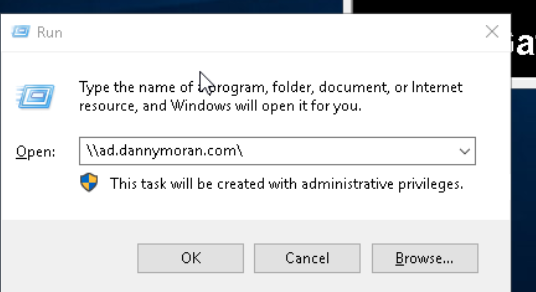 Run
Type the name of a program, folder, document, or Internet
resource, and Windows will open it for you.
Open:
\\ad.dannymoran.com\
This task will be created with administrative privileges.
OK
Cancel
Browse...